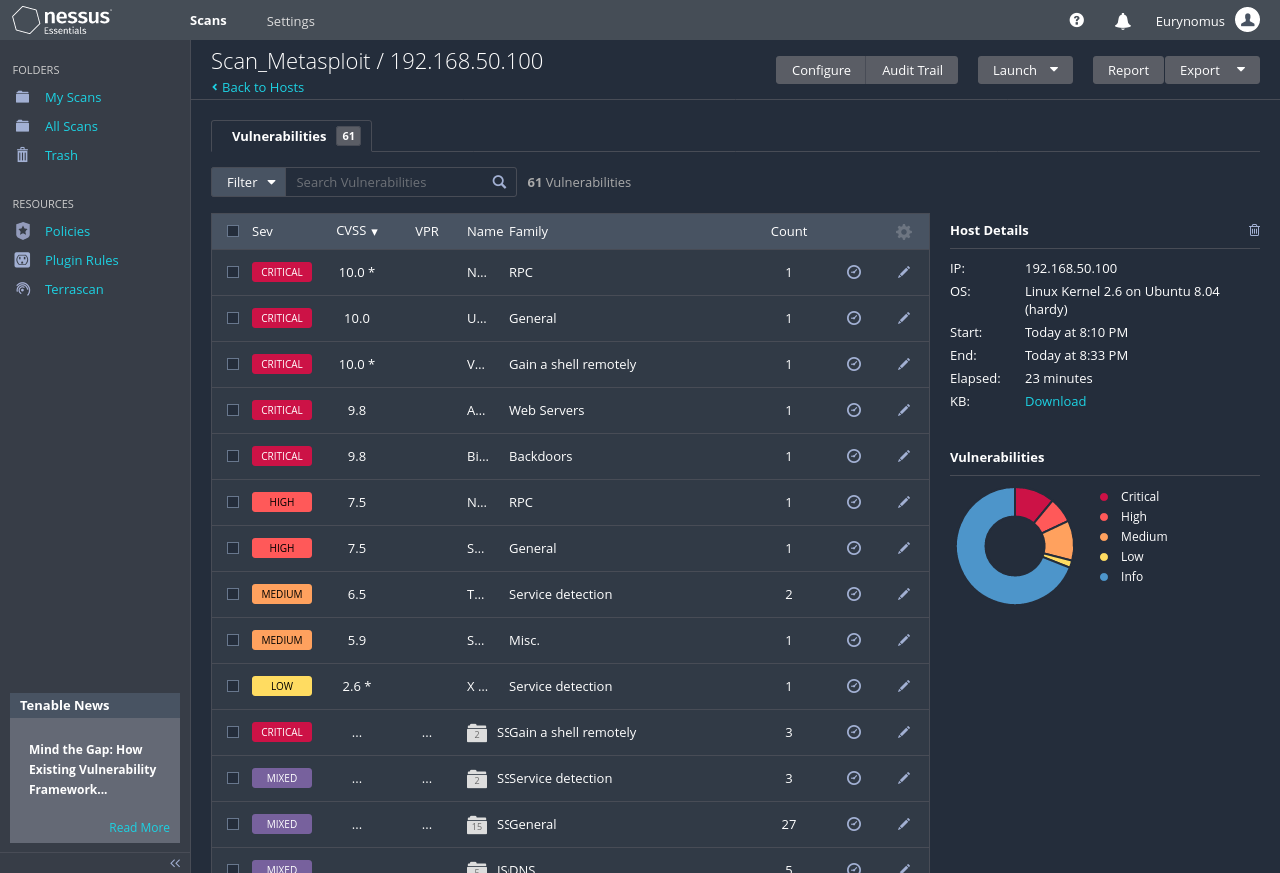 nessus
Essentials
Scans Settings
Eurynomus
FOLDERS
My Scans
All Scans
Trash
RESOURCES
Policies
Plugin Rules
Terrascan
Tenable News
Mind the Gap: How
Existing Vulnerability
Framework...
Read More
Scan_Metasploit / 192.168.50.100
Back to Hosts
Configure Audit Trail Launch Report Export
Vulnerabilities 61
Filter Search Vulnerabilities 61 Vulnerabilities
Sev CVSS VPR Name Family Count
CRITICAL 10.0 * N... RPC 1
CRITICAL 10.0 U... General 1
CRITICAL 10.0 * V... Gain a shell remotely 1
CRITICAL 9.8 A... Web Servers 1
CRITICAL 9.8 Bi... Backdoors 1
HIGH 7.5 N... RPC 1
HIGH 7.5 S... General 1
MEDIUM 6.5 T... Service detection 2
MEDIUM 5.9 S... Misc. 1
LOW 2.6 * X ... Service detection 1
CRITICAL ... ... 2 SS Gain a shell remotely 3
MIXED ... ... 2 SS Service detection 3
MIXED ... ... 15 SS General 27
MIXED ... ... 5 IS DNS 5
Host Details
IP: 192.168.50.100
OS: Linux Kernel 2.6 on Ubuntu 8.04
(hardy)
Start: Today at 8:10 PM
End: Today at 8:33 PM
Elapsed: 23 minutes
KB: Download
Vulnerabilities
Critical
High
Medium
Low
Info